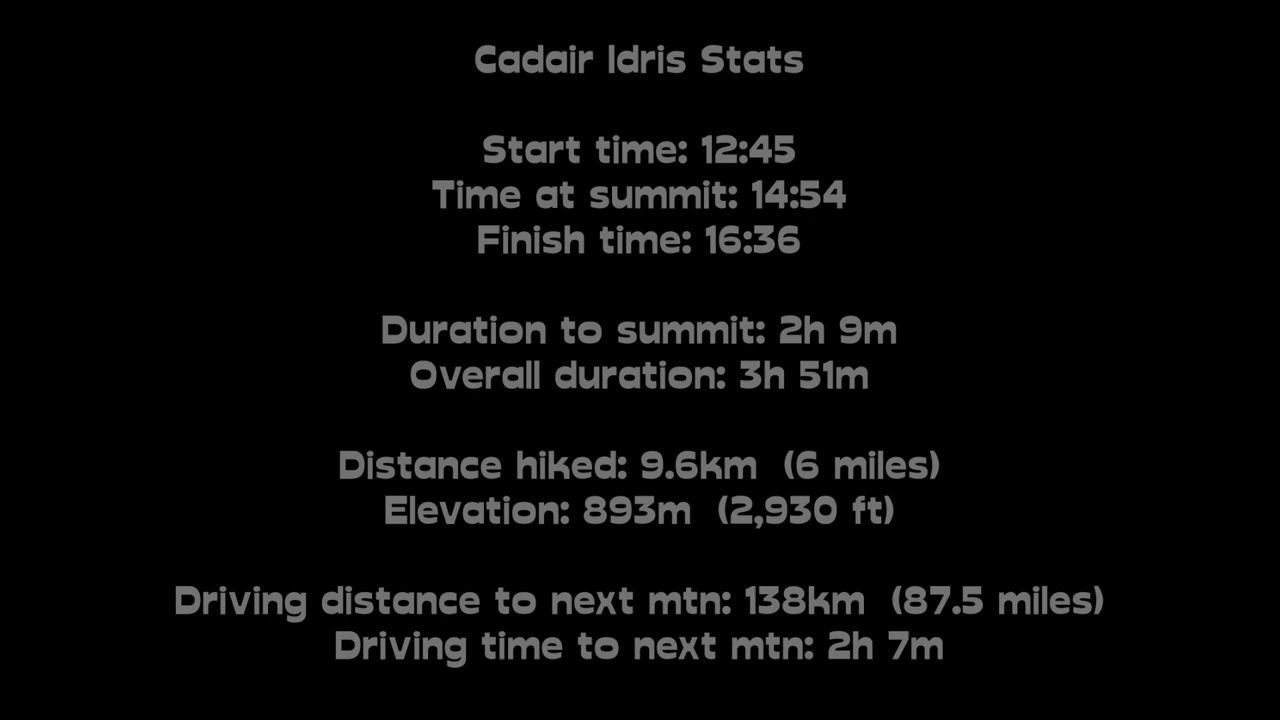 Cadair Idris Stats
Start time: 12:45
Time at summit: 14:54
Finish time: 16:36
Duration to summit: 2h 9m
Overall duration: 3h 51m
Distance hiked: 9.6km (6 miles)
Elevation: 893m (2,930 ft)
Driving distance to next mtn: 138km (87.5 miles)
Driving time to next mtn: 2h 7m